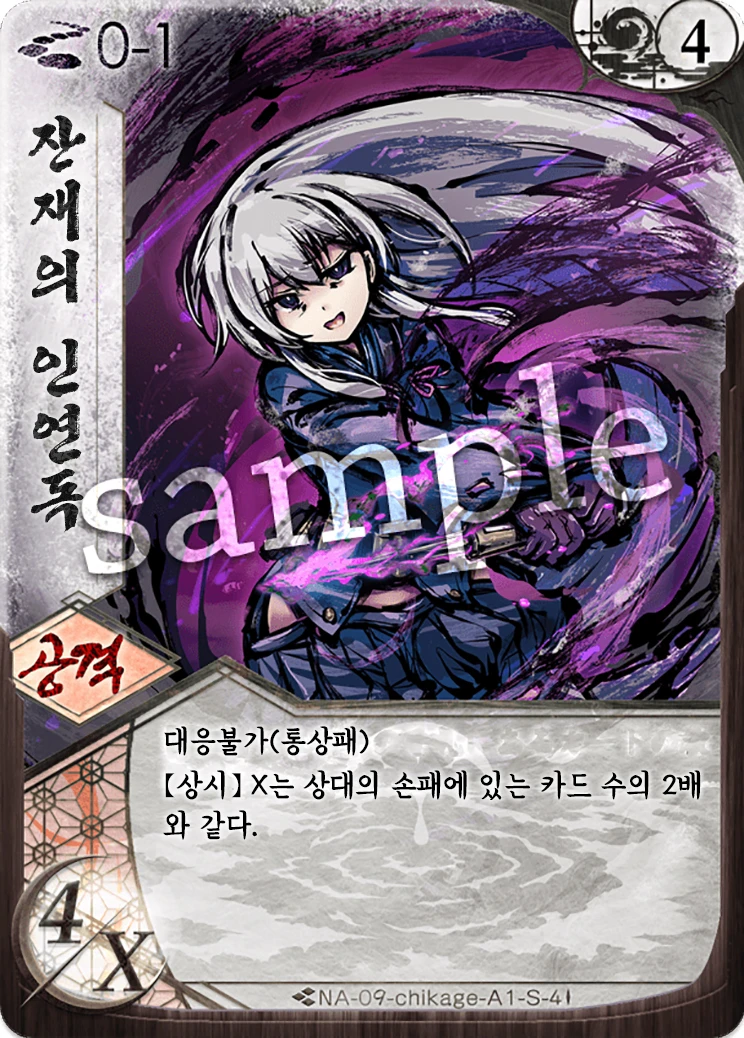 0-1
4
잔재의 인연독
sample
공격
대응불가(통상패)
【상시】 X는 상대의 손패에 있는 카드 수의 2배
와 같다.
4/X
NA-09-chikage-A1-S-4